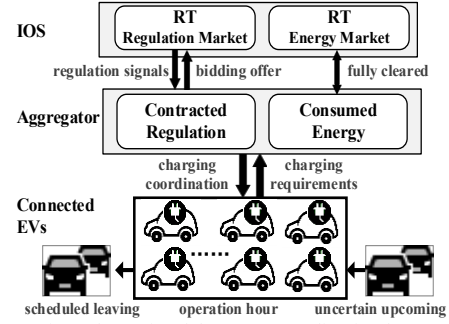 IOS
RT
Regulation Market
RT
Energy Market
regulation signals
bidding offer
fully cleared
Aggregator
Contracted
Regulation
Consumed
Energy
charging
coordination
charging
requirements
Connected
EVs
scheduled leaving
operation hour
uncertain upcoming